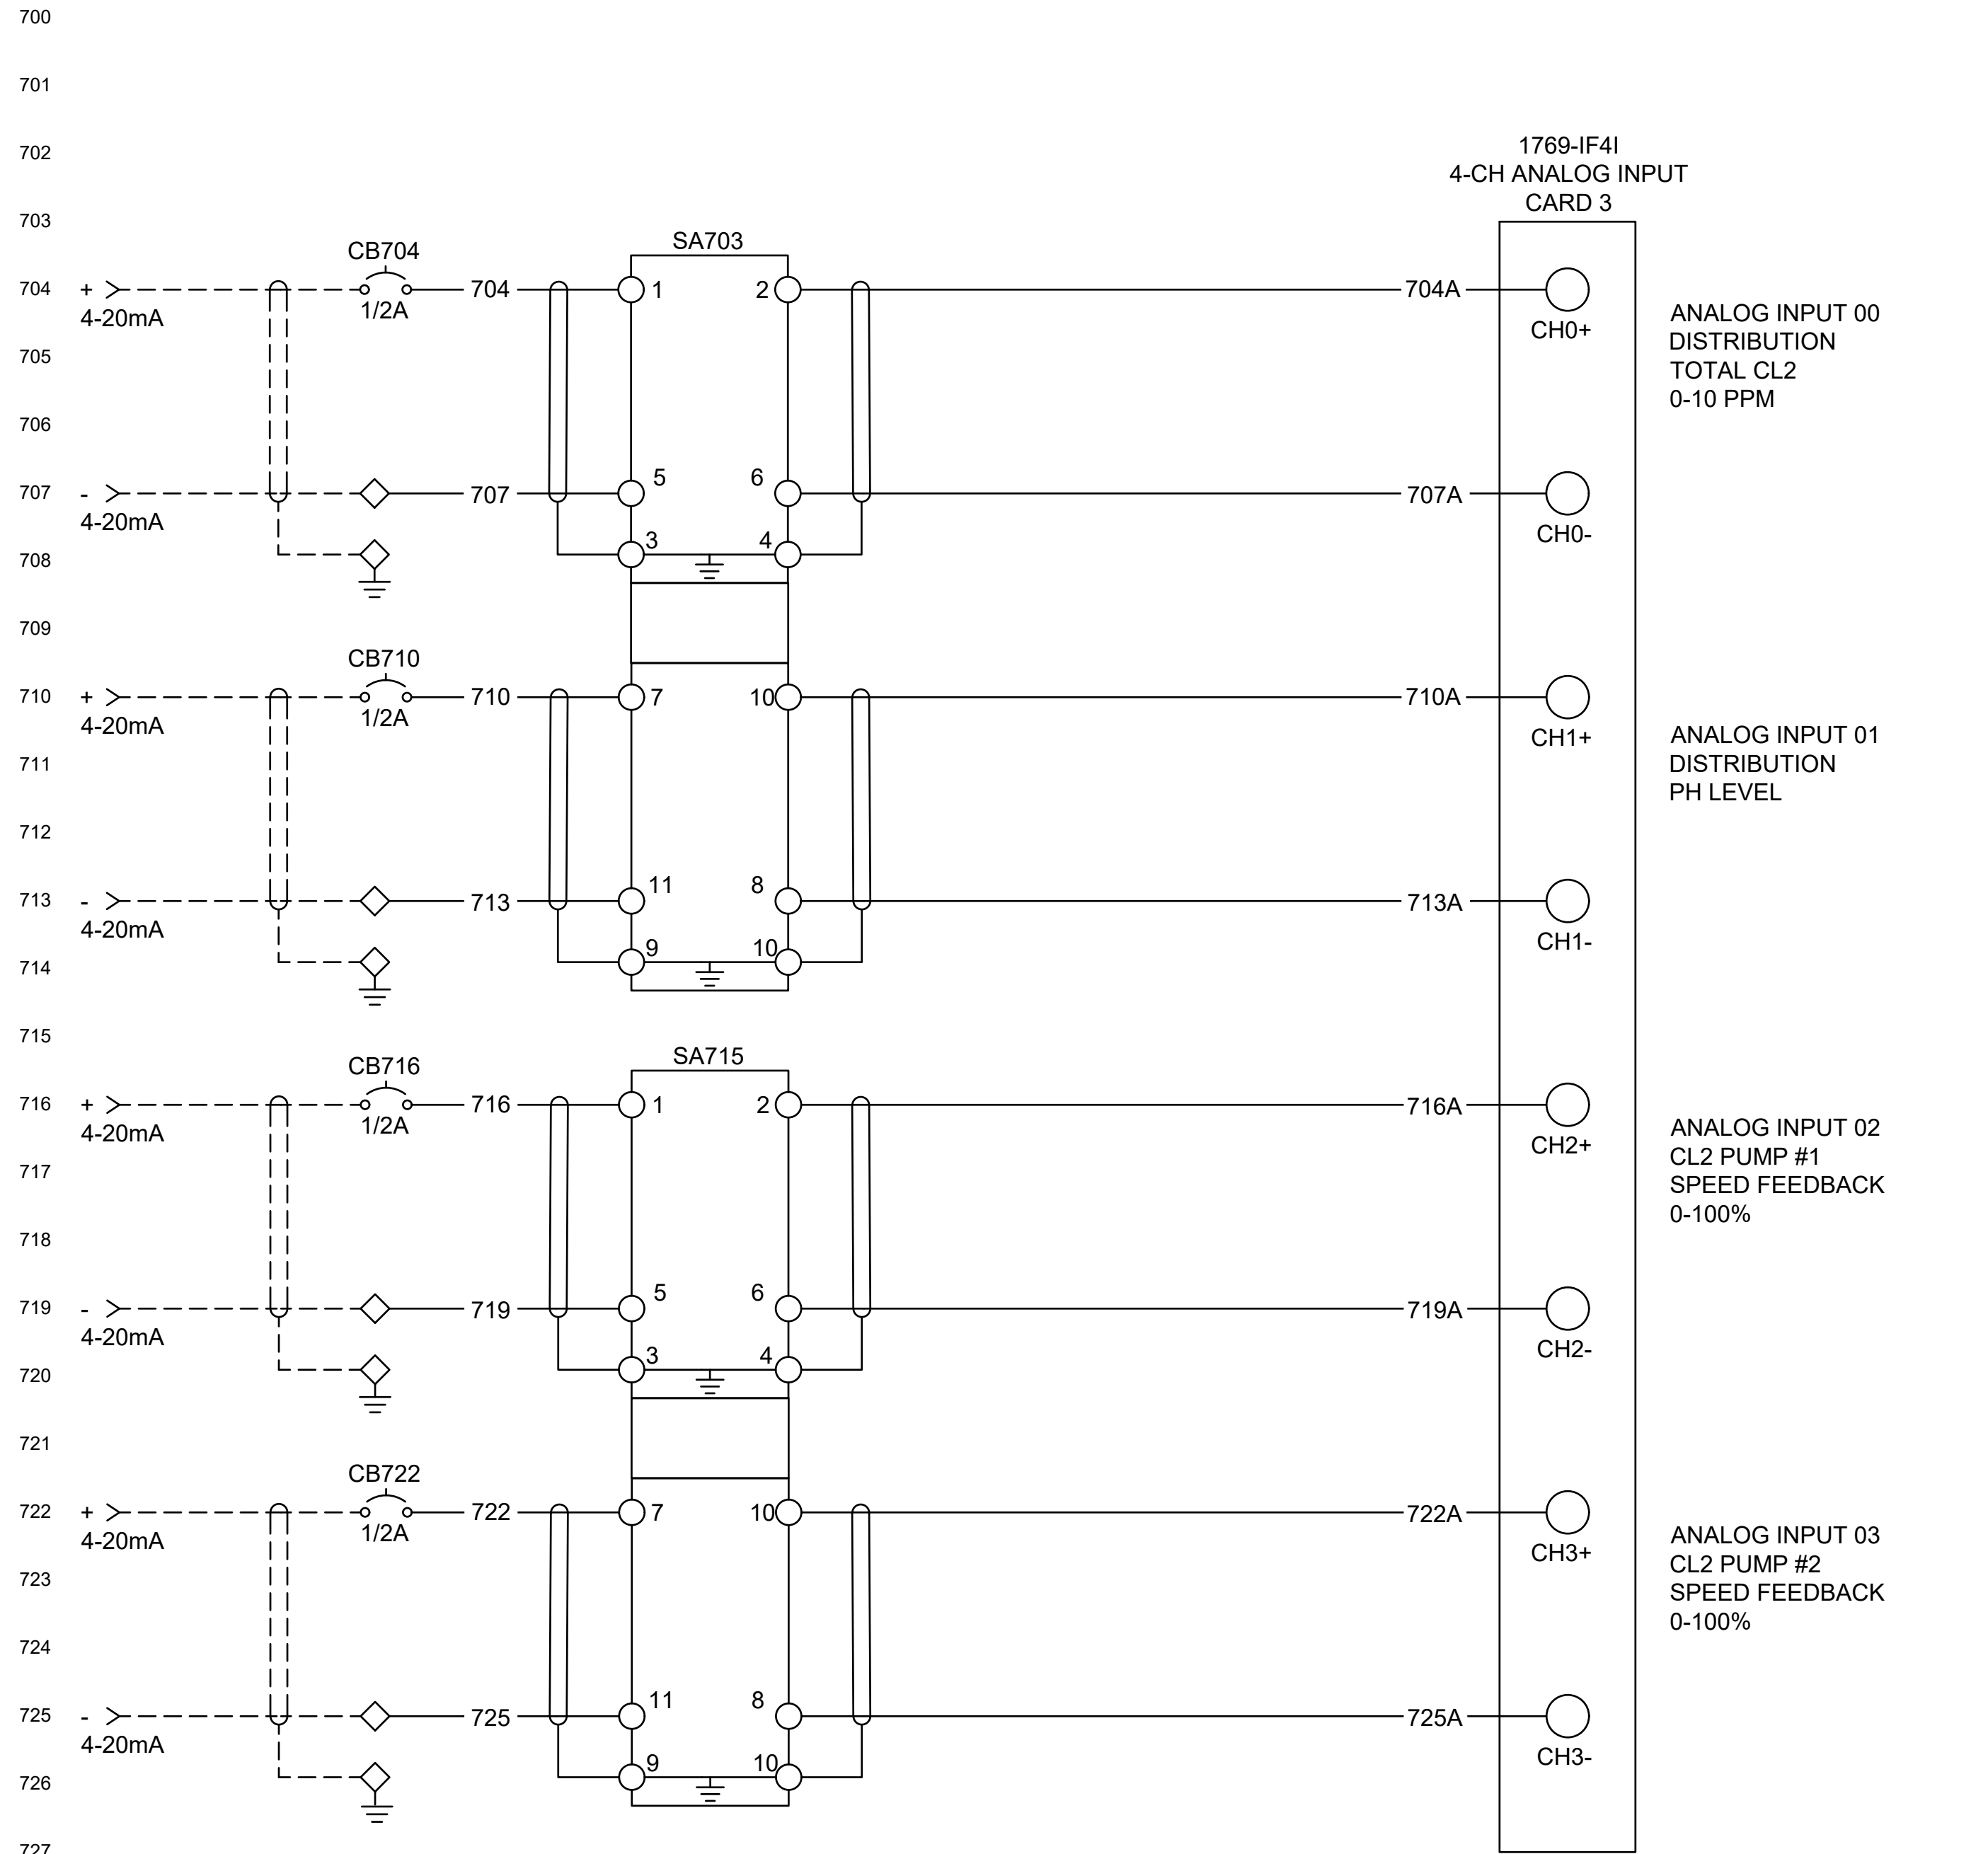 700
701
702
1769-IF4I
4-CH ANALOG INPUT
CARD 3
703
CB704
SA703
704 + 1/2A 704 1 2 704A
4-20mA
CH0+
ANALOG INPUT 00
DISTRIBUTION
TOTAL CL2
0-10 PPM
705
706
707 - 707 5 6 707A
4-20mA
CH0-
708 3 4
709
CB710
710 + 1/2A 710 7 10 710A
4-20mA
CH1+
ANALOG INPUT 01
DISTRIBUTION
PH LEVEL
711
712
713 - 713 11 8 713A
4-20mA
CH1-
714 9 10
715
CB716
SA715
716 + 1/2A 716 1 2 716A
4-20mA
CH2+
ANALOG INPUT 02
CL2 PUMP #1
SPEED FEEDBACK
0-100%
717
718
719 - 719 5 6 719A
4-20mA
CH2-
720 3 4
721
CB722
722 + 1/2A 722 7 10 722A
4-20mA
CH3+
ANALOG INPUT 03
CL2 PUMP #2
SPEED FEEDBACK
0-100%
723
724
725 - 725 11 8 725A
4-20mA
CH3-
726 9 10
727